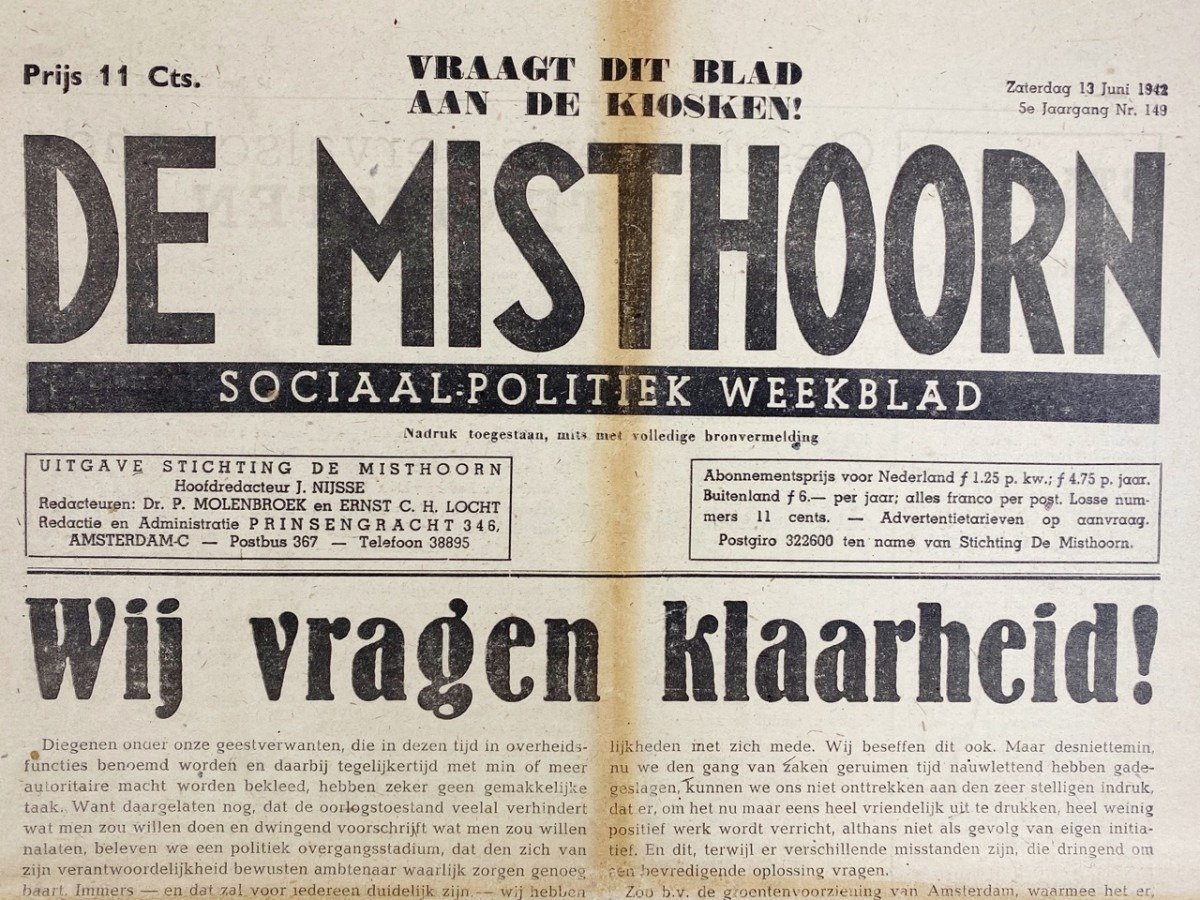 Prijs 11 Cts.
VRAAGT DIT BLAD
AAN DE KIOSKEN!
Zaterdag 13 Juni 1942
5e Jaargang Nr. 149
DE MISTHOORN
SOCIAAL-POLITIEK WEEKBLAD
Nadruk toegestaan, mits met volledige bronvermelding
UITGAVE STICHTING DE MISTHOORN
Hoofdredacteur J. NIJSSE
Redacteuren: Dr. P. MOLENBROEK en ERNST C. H. LOCHT
Redactie en Administratie PRINSENGRACHT 346,
AMSTERDAM-C — Postbus 367 — Telefoon 38895
Abonnementsprijs voor Nederland ƒ 1.25 p. kw.; ƒ 4.75 p. jaar.
Buitenland ƒ 6.— per jaar; alles franco per post. Losse num-
mers 11 cents. — Advertentietarieven op aanvraag.
Postgiro 322600 ten name van Stichting De Misthoorn.
Wij vragen klaarheid!
Diegenen onder onze geestverwanten, die in dezen tijd in overheids-
functies benoemd worden en daarbij tegelijkertijd met min of meer
autoritaire macht worden bekleed, hebben zeker geen gemakkelijke
taak. Want daargelaten nog, dat de oorlogstoestand veelal verhindert
wat men zou willen doen en dwingend voorschrijft wat men zou willen
nalaten, beleven we een politiek overgangsstadium, dat den zich van
zijn verantwoordelijkheid bewusten ambtenaar waarlijk zorgen genoeg
baart. Immers — en dat zal voor iedereen duidelijk zijn — wij hebben
lijkheden met zich mede. Wij beseffen dit ook. Maar desniettemin,
nu we den gang van zaken geruimen tijd nauwlettend hebben gade-
geslagen, kunnen we ons niet onttrekken aan den zeer stelligen indruk,
dat er, om het nu maar eens heel vriendelijk uit te drukken, heel weinig
positief werk wordt verricht, althans niet als gevolg van eigen initia-
tief. En dit, terwijl er verschillende misstanden zijn, die dringend om
een bevredigende oplossing vragen.
Zoo b.v. de groentenvoorziening van Amsterdam, waarmee het er,